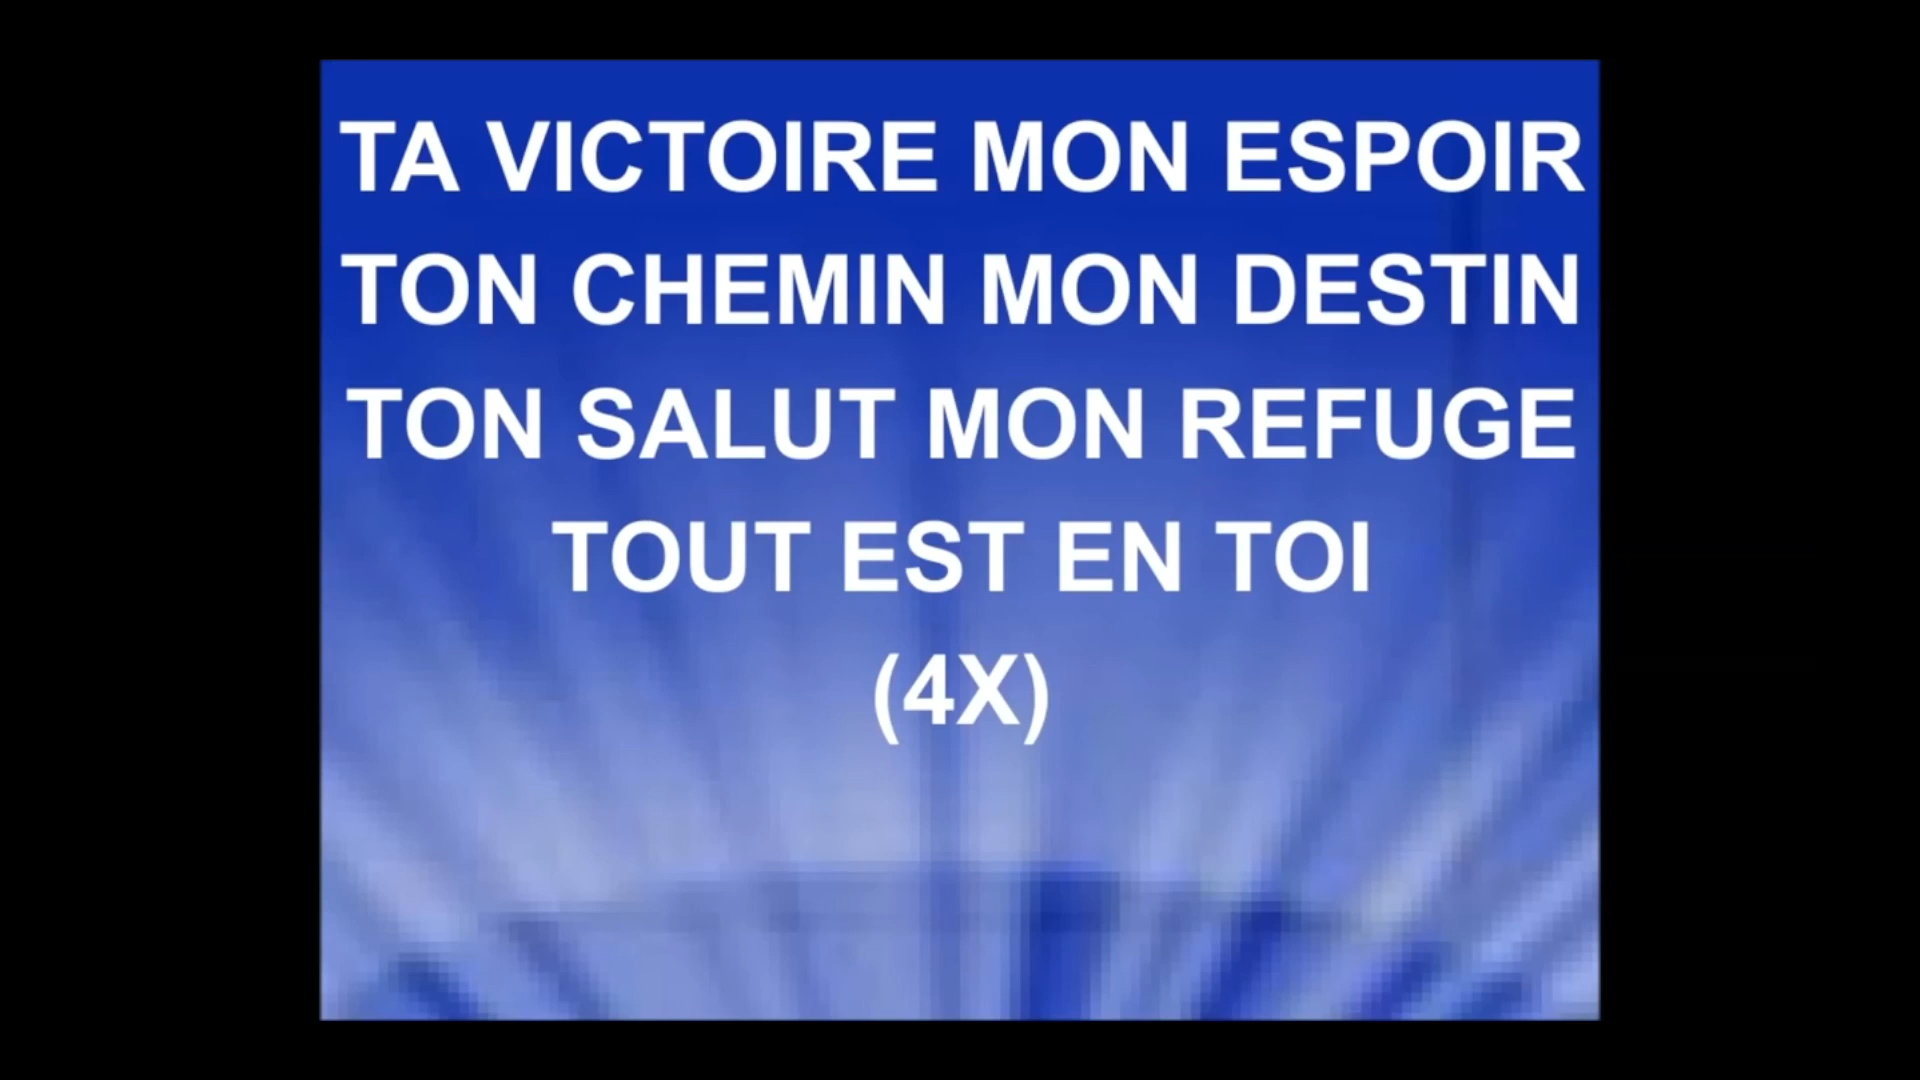 TA VICTOIRE MON ESPOIR
TON CHEMIN MON DESTIN
TON SALUT MON REFUGE
TOUT EST EN TOI
(4X)